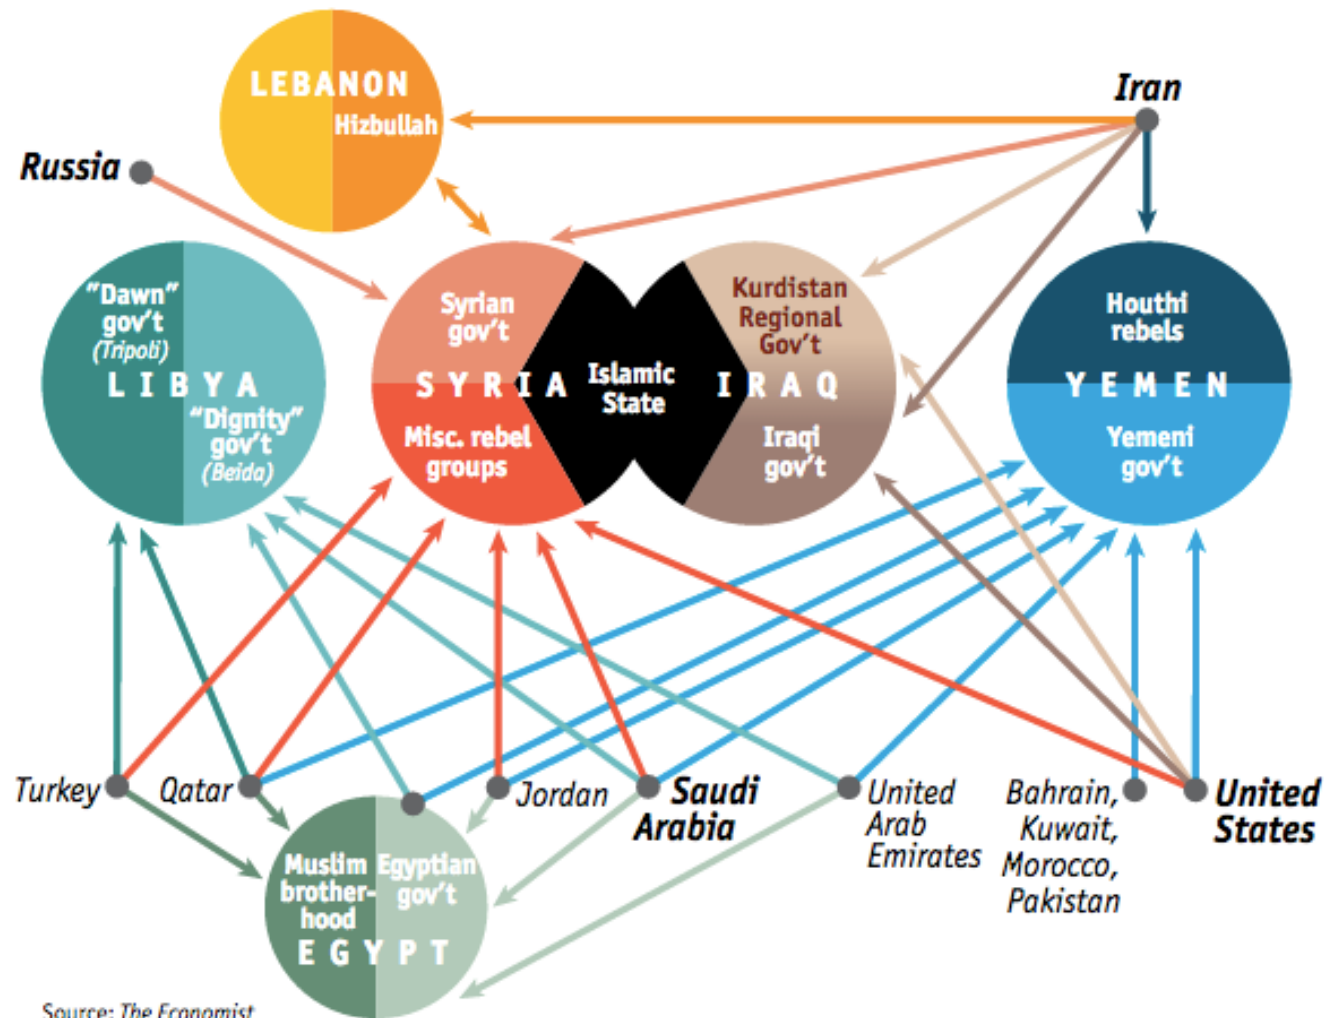 LEBANON
Hizbullah
Iran
Russia
"Dawn"
gov't
(Tripoli)
LIBYA
"Dignity"
gov't
(Beida)
Syrian
gov't
SYRIA
Misc. rebel
groups
Islamic
State
Kurdistan
Regional
Gov't
IRAQ
Iraqi
gov't
Houthi
rebels
YEMEN
Yemeni
gov't
Turkey
Qatar
Jordan
Saudi
Arabia
United
Arab
Emirates
Bahrain,
Kuwait,
Morocco,
Pakistan
United
States
Muslim
brother-
hood
Egyptian
gov't
EGYPT
Source: The Economist